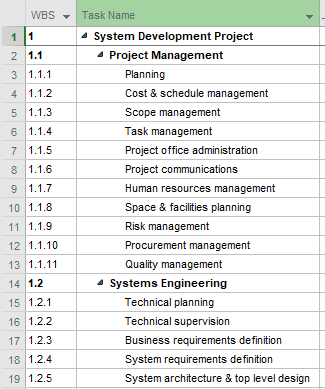 WBS Task Name
1 1 System Development Project
2 1.1 Project Management
3 1.1.1 Planning
4 1.1.2 Cost & schedule management
5 1.1.3 Scope management
6 1.1.4 Task management
7 1.1.5 Project office administration
8 1.1.6 Project communications
9 1.1.7 Human resources management
10 1.1.8 Space & facilities planning
11 1.1.9 Risk management
12 1.1.10 Procurement management
13 1.1.11 Quality management
14 1.2 Systems Engineering
15 1.2.1 Technical planning
16 1.2.2 Technical supervision
17 1.2.3 Business requirements definition
18 1.2.4 System requirements definition
19 1.2.5 System architecture & top level design